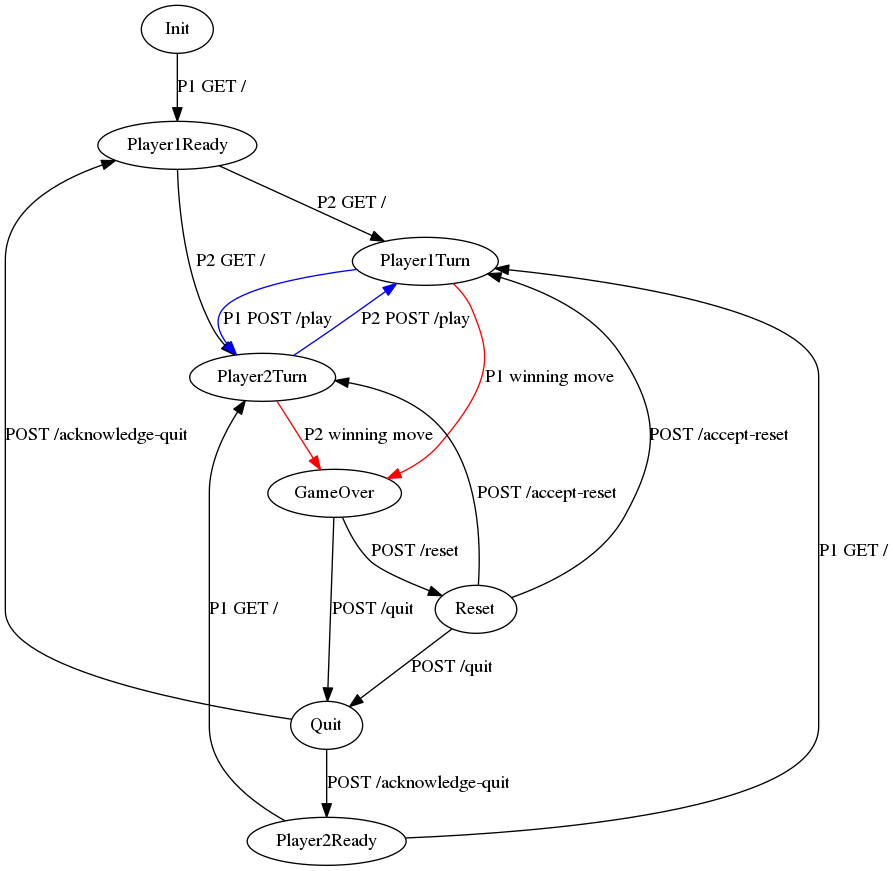 Init
P1 GET /
Player1Ready
P2 GET /
P2 GET /
Player1Turn
P1 POST /play
P2 POST /play
Player2Turn
P1 winning move
POST /acknowledge-quit
P2 winning move
POST /accept-reset
GameOver
POST /accept-reset
POST /reset
P1 GET /
Reset
P1 GET /
POST /quit
POST /quit
Quit
POST /acknowledge-quit
Player2Ready